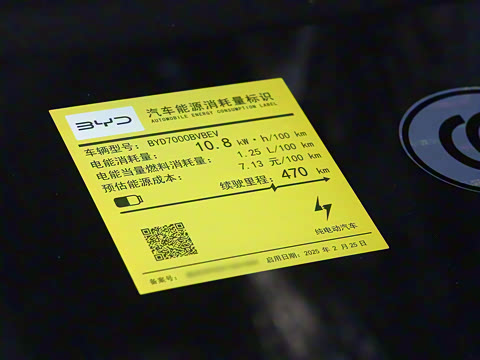 BYD
汽车能源消耗量标识
AUTOMOBILE ENERGY CONSUMPTION LABEL
车辆型号: BYD7000BVBEV
电能消耗量: 10.8 kW·h/100 km
电能当量燃料消耗量: 1.25 L/100 km
预估能源成本: 7.13 元/100 km
续驶里程: 470 km
纯电动汽车
备案号:
启用日期: 2025 年 2 月 25 日